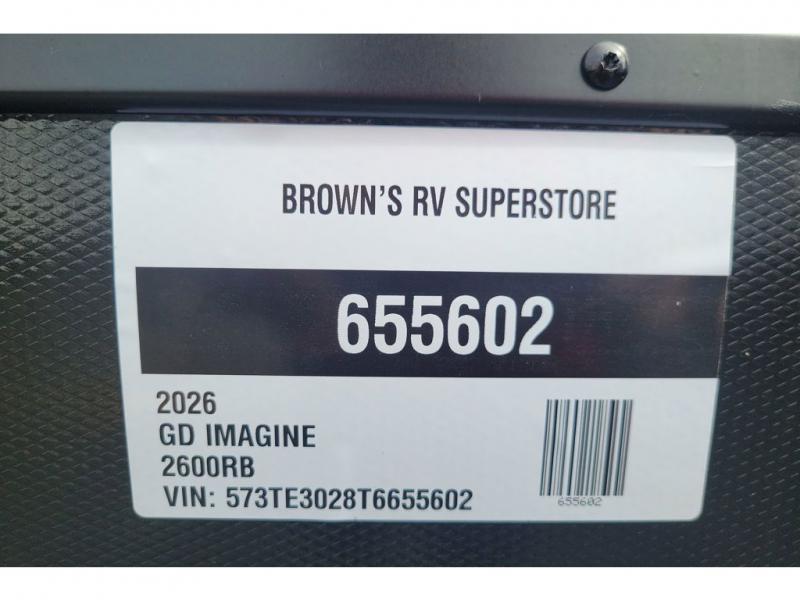 BROWN'S RV SUPERSTORE
655602
2026
GD IMAGINE
2600RB
VIN: 573TE3028T6655602
655602